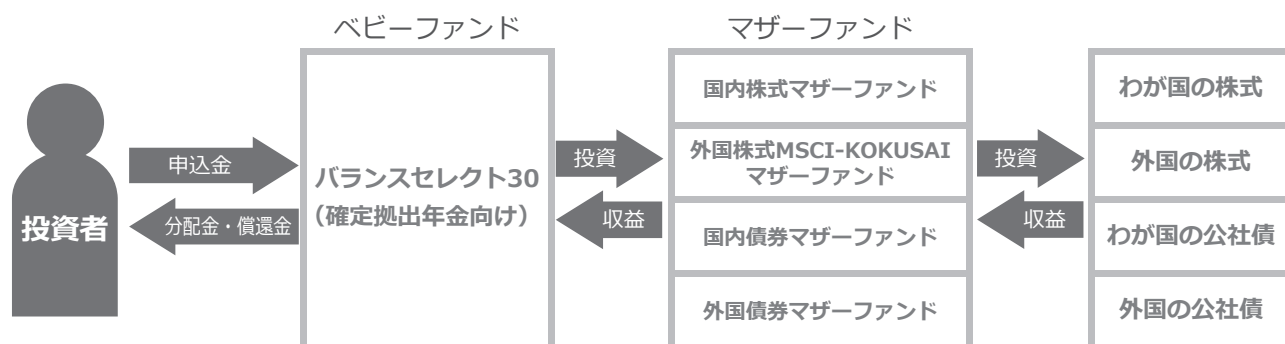 ベビーファンド
マザーファンド
投資者
申込金
分配金・償還金
バランスセレクト30
（確定拠出年金向け）
投資
収益
国内株式マザーファンド
外国株式MSCI-KOKUSAI
マザーファンド
国内債券マザーファンド
外国債券マザーファンド
投資
収益
わが国の株式
外国の株式
わが国の公社債
外国の公社債